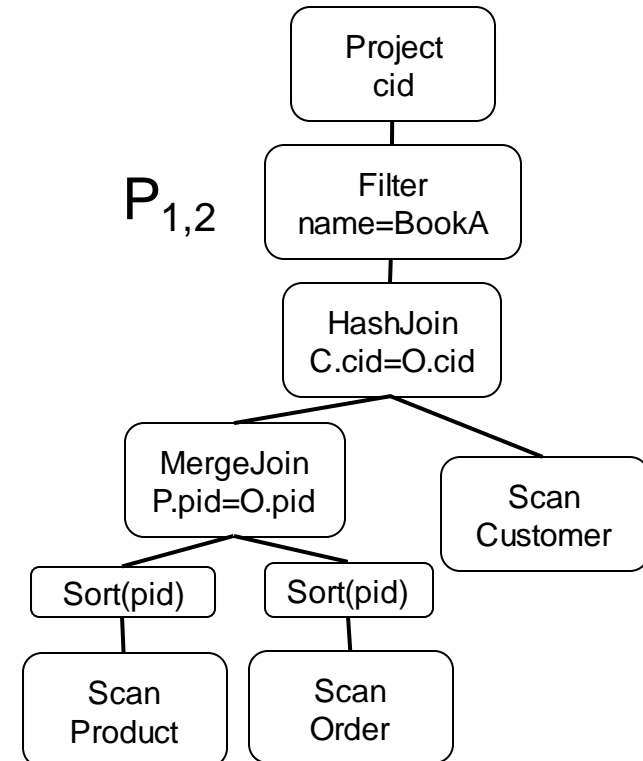 Project
cid
P1,2
Filter
name=BookA
HashJoin
C.cid=O.cid
MergeJoin
P.pid=O.pid
Scan
Customer
Sort(pid)
Sort(pid)
Scan
Product
Scan
Order